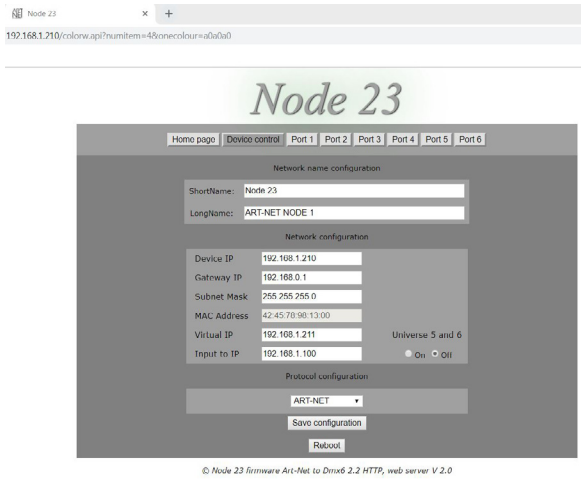 Node 23
192.168.1.210/colorw.api?numitem=4&onecolour=a0a0a0
Node 23
Home page Device control Port 1 Port 2 Port 3 Port 4 Port 5 Port 6
Network name configuration
ShortName: Node 23
LongName: ART-NET NODE 1
Network configuration
Device IP 192.168.1.210
Gateway IP 192.168.0.1
Subnet Mask 255.255.255.0
MAC Address 42:45:78:98:13:00
Virtual IP 192.168.1.211 Universe 5 and 6
Input to IP 192.168.1.100 On Off
Protocol configuration
ART-NET
Save configuration
Reboot
© Node 23 firmware Art-Net to Dmx6 2.2 HTTP, web server V 2.0